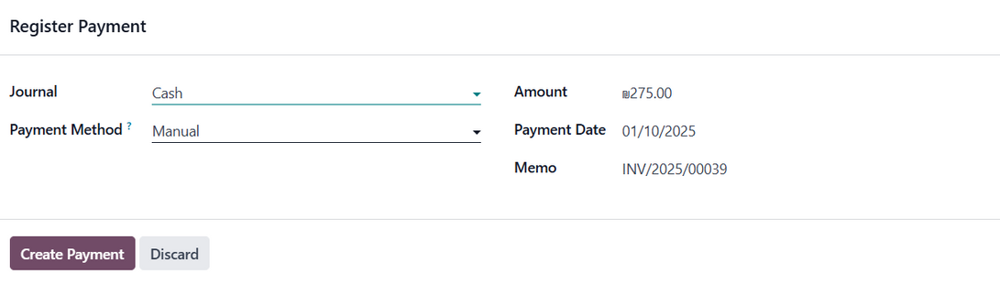 Register Payment
Journal Cash Amount ₪275.00
Payment Method ? Manual Payment Date 01/10/2025
Memo INV/2025/00039
Create Payment Discard